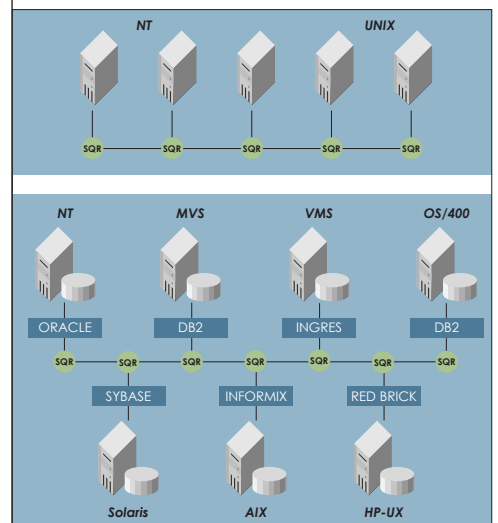 NT UNIX
SQR SQR SQR SQR SQR
NT MVS VMS OS/400
ORACLE DB2 INGRES DB2
SQR SQR SQR SQR SQR SQR SQR
SYBASE INFORMIX RED BRICK
Solaris AIX HP-UX